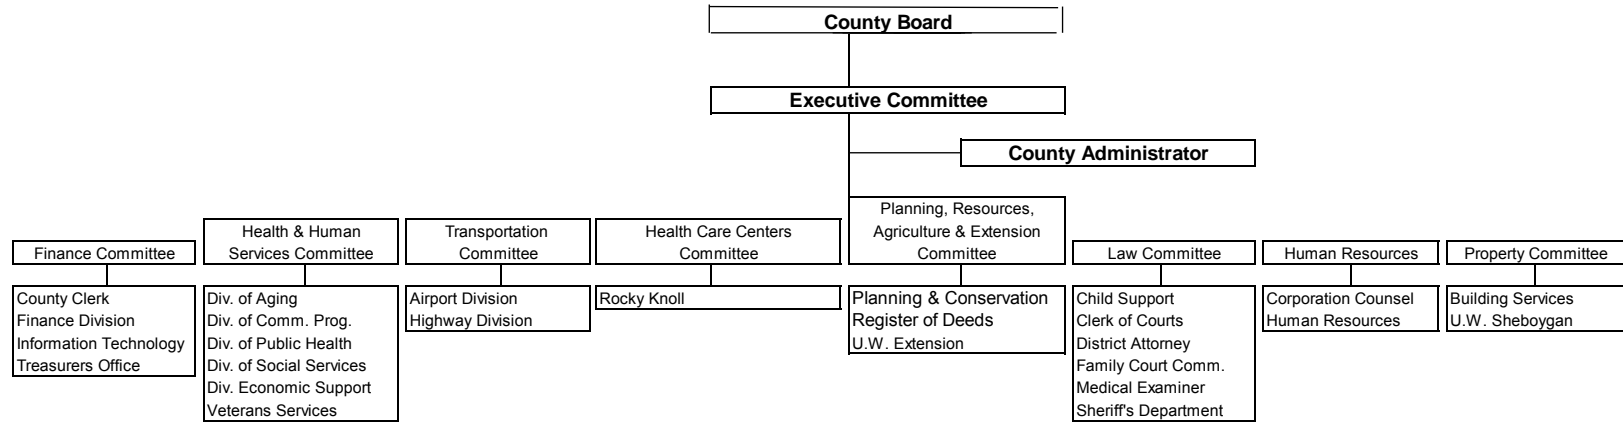 County Board
Executive Committee
County Administrator
Finance Committee
County Clerk
Finance Division
Information Technology
Treasurers Office
Health & Human
Services Committee
Div. of Aging
Div. of Comm. Prog.
Div. of Public Health
Div. of Social Services
Div. Economic Support
Veterans Services
Transportation
Committee
Airport Division
Highway Division
Health Care Centers
Committee
Rocky Knoll
Planning, Resources,
Agriculture & Extension
Committee
Planning & Conservation
Register of Deeds
U.W. Extension
Law Committee
Child Support
Clerk of Courts
District Attorney
Family Court Comm.
Medical Examiner
Sheriff's Department
Human Resources
Corporation Counsel
Human Resources
Property Committee
Building Services
U.W. Sheboygan